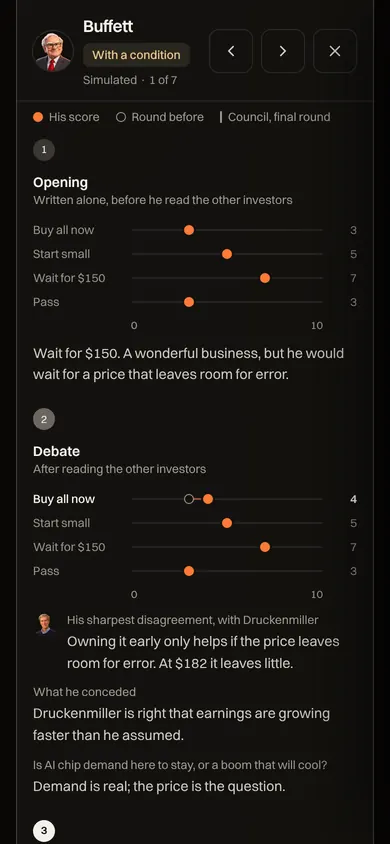 Buffett
With a condition
Simulated · 1 of 7
His score
Round before
Council, final round
1
Opening
Written alone, before he read the other investors
Buy all now 3
Start small 5
Wait for $150 7
Pass 3
0 10
Wait for $150. A wonderful business, but he would
wait for a price that leaves room for error.
2
Debate
After reading the other investors
Buy all now 4
Start small 5
Wait for $150 7
Pass 3
0 10
His sharpest disagreement, with Druckenmiller
Owning it early only helps if the price leaves
room for error. At $182 it leaves little.
What he conceded
Druckenmiller is right that earnings are growing
faster than he assumed.
Is AI chip demand here to stay, or a boom that will cool?
Demand is real; the price is the question.
3